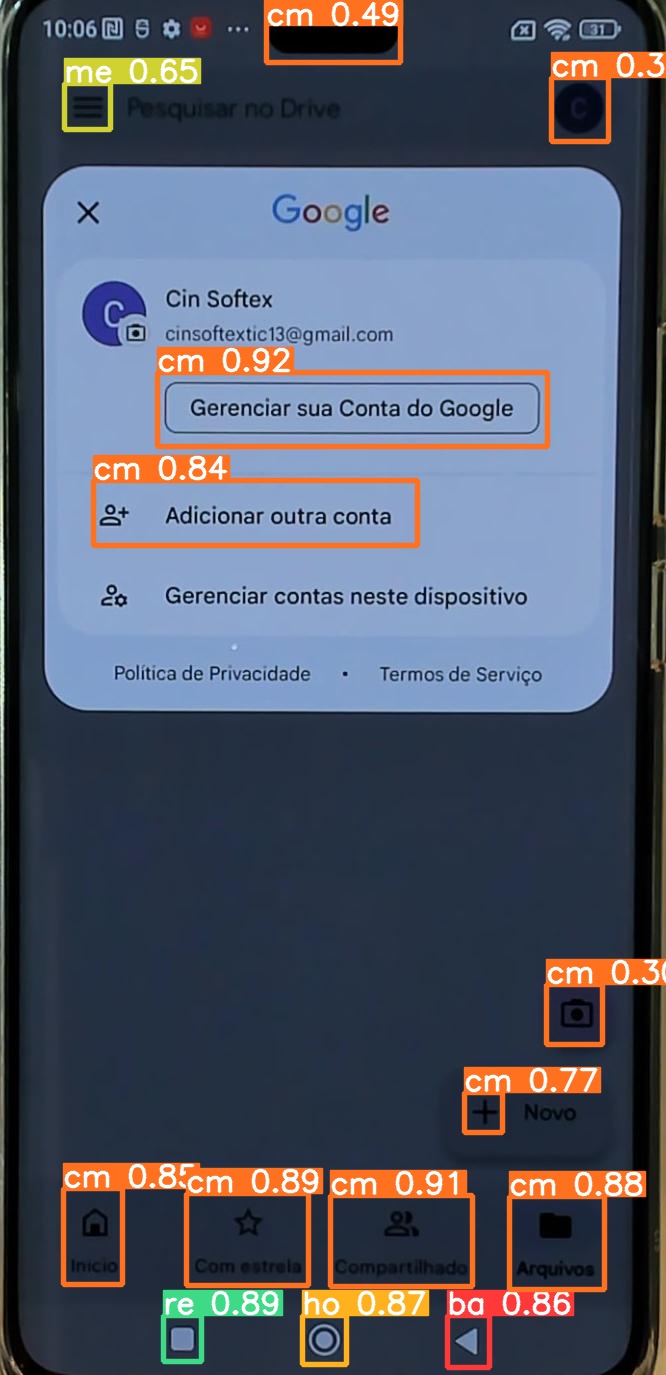 cm 0.49
10:06
31
me 0.65
cm 0.3
Pesquisar no Drive
C
Google
C
Cin Softex
cinsoftextic13@gmail.com
cm 0.92
Gerenciar sua Conta do Google
cm 0.84
Adicionar outra conta
Gerenciar contas neste dispositivo
Política de Privacidade • Termos de Serviço
cm 0.30
cm 0.77
Novo
cm 0.85 cm 0.89 cm 0.91 cm 0.88
Início Com estrela Compartilhado Arquivos
re 0.89 ho 0.87 ba 0.86